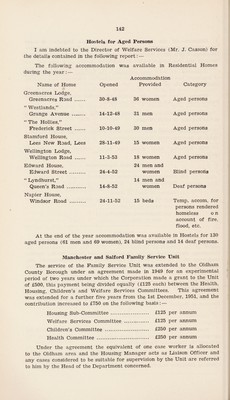 142
Hostels for Aged Persons
I am indebted to the Director of Welfare Services (Mr. J. Casson) for
the details contained in the following report:—
The following accommodation was available in Residential Homes
during the year:—
Accommodation
Name of Home Opened Provided Category
Greenacres Lodge,
Greenacres Road ...... 30-8-48 36 women Aged persons
"Westlands,"
Grange Avenue ........ 14-12-48 31 men Aged persons
"The Hollies,"
Frederick Street ...... 10-10-49 30 men Aged persons
Stamford House,
Lees New Road, Lees 28-11-49 15 women Aged persons
Wellington Lodge,
Wellington Road ...... 11-5-53 18 women Aged persons
Edward House, 24 men and
Edward Street ........ 24-4-52 women Blind persons
"Lyndhurst," 14 men and
Queen's Road .......... 14-8-52 women Deaf persons
Napier House,
Windsor Road ........ 24-11-52 15 beds Temp. accom. for
persons rendered
homeless on
account of fire,
flood, etc.
At the end of the year accommodation was available in Hostels for 130
aged persons (61 men and 69 women), 24 blind persons and 14 deaf persons.
Manchester and Salford Family Service Unit
The service of the Family Service Unit was extended to the Oldham
County Borough under an agreement made in 1949 for an experimental
period of two years under which the Corporation made a grant to the Unit
of £500, this payment being divided equally (£125 each) between the Health,
Housing, Children's and Welfare Services Committees. This agreement
was extended for a further five years from the 1st December, 1951, and the
contribution increased to £750 on the following basis:—
Housing Sub-Committee .................. £125 per annum
Welfare Services Committee ............ £125 per annum
Children's Committee ..................... £250 per annum
Health Committee ......................... £250 per annum
Under the agreement the equivalent of one case worker is allocated
to the Oldham area and the Housing Manager acts as Liaison Officer and
any cases considered to be suitable for supervision by the Unit are referred
to him by the Head of the Department concerned.